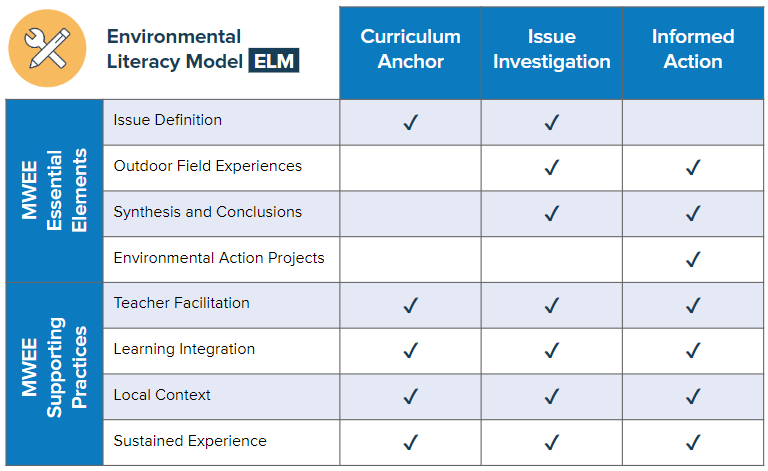 Environmental
Literacy Model ELM
Curriculum
Anchor
Issue
Investigation
Informed
Action
MWEE
Essential
Elements
Issue Definition ✓ ✓
Outdoor Field Experiences ✓ ✓
Synthesis and Conclusions ✓ ✓
Environmental Action Projects ✓
MWEE
Supporting
Practices
Teacher Facilitation ✓ ✓ ✓
Learning Integration ✓ ✓ ✓
Local Context ✓ ✓ ✓
Sustained Experience ✓ ✓ ✓